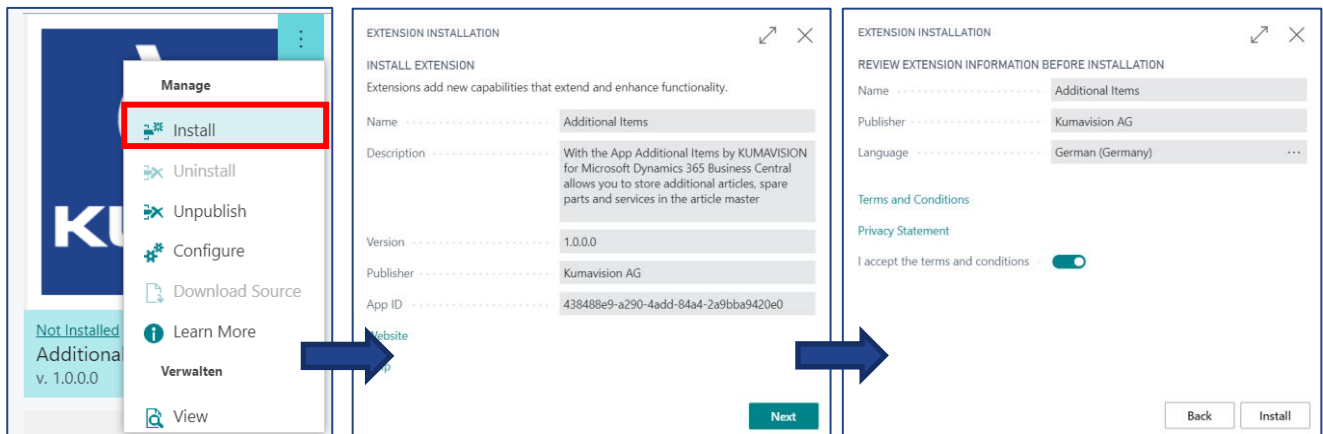 KU
Manage
Install
Uninstall
Unpublish
Configure
Download Source
Learn More
Verwalten
View
Not Installed
Additional
v. 1.0.0.0
EXTENSION INSTALLATION
INSTALL EXTENSION
Extensions add new capabilities that extend and enhance functionality.
Name Additional Items
Description With the App Additional Items by KUMAVISION
for Microsoft Dynamics 365 Business Central
allows you to store additional articles, spare
parts and services in the article master
Version 1.0.0.0
Publisher Kumavision AG
App ID 438488e9-a290-4add-84a4-2a9bba9420e0
Website
Next
EXTENSION INSTALLATION
REVIEW EXTENSION INFORMATION BEFORE INSTALLATION
Name Additional Items
Publisher Kumavision AG
Language German (Germany) ...
Terms and Conditions
Privacy Statement
I accept the terms and conditions
Back Install